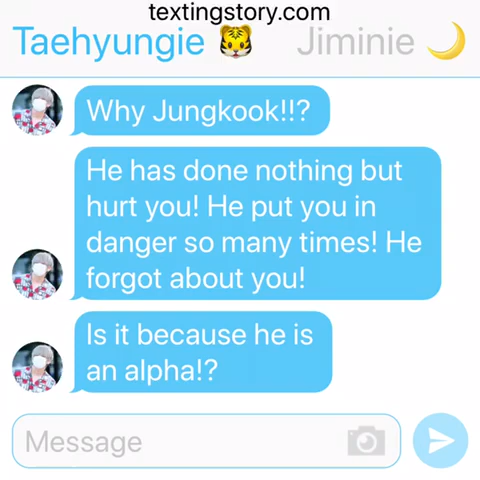 textingstory.com
Taehyungie 🐯 Jiminie 🌙
Why Jungkook!!?
He has done nothing but
hurt you! He put you in
danger so many times! He
forgot about you!
Is it because he is
an alpha!?
Message